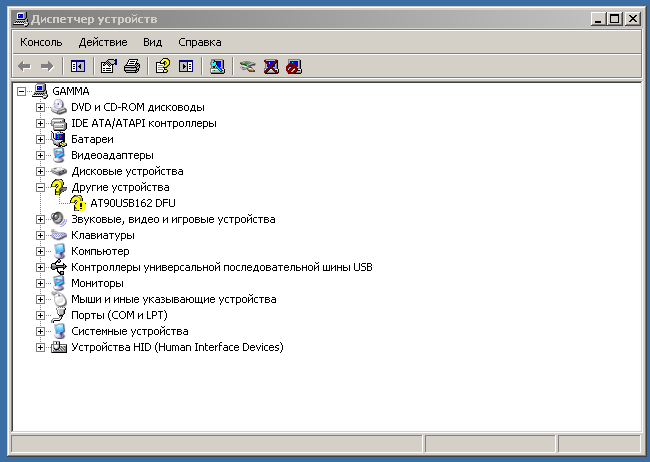 Диспетчер устройств
Консоль Действие Вид Справка
GAMMA
DVD и CD-ROM дисководы
IDE ATA/ATAPI контроллеры
Батареи
Видеоадаптеры
Дисковые устройства
Другие устройства
AT90USB162 DFU
Звуковые, видео и игровые устройства
Клавиатуры
Компьютер
Контроллеры универсальной последовательной шины USB
Мониторы
Мыши и иные указывающие устройства
Порты (COM и LPT)
Системные устройства
Устройства HID (Human Interface Devices)